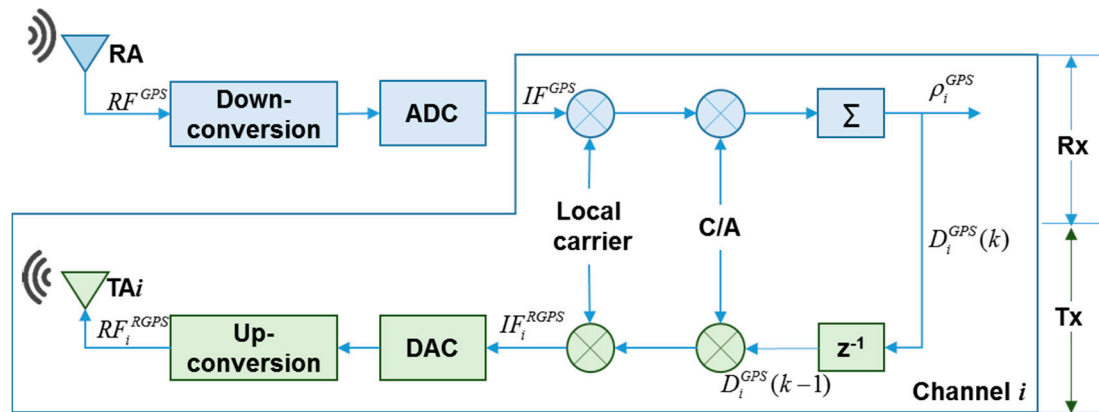 RA
RF^{GPS}
Down-
conversion
ADC
IF^{GPS}
Σ
ρ_i^{GPS}
Rx
Local
carrier
C/A
D_i^{GPS}(k)
TAi
RF_i^{RGPS}
Up-
conversion
DAC
IF_i^{RGPS}
D_i^{GPS}(k-1)
z^{-1}
Tx
Channel i